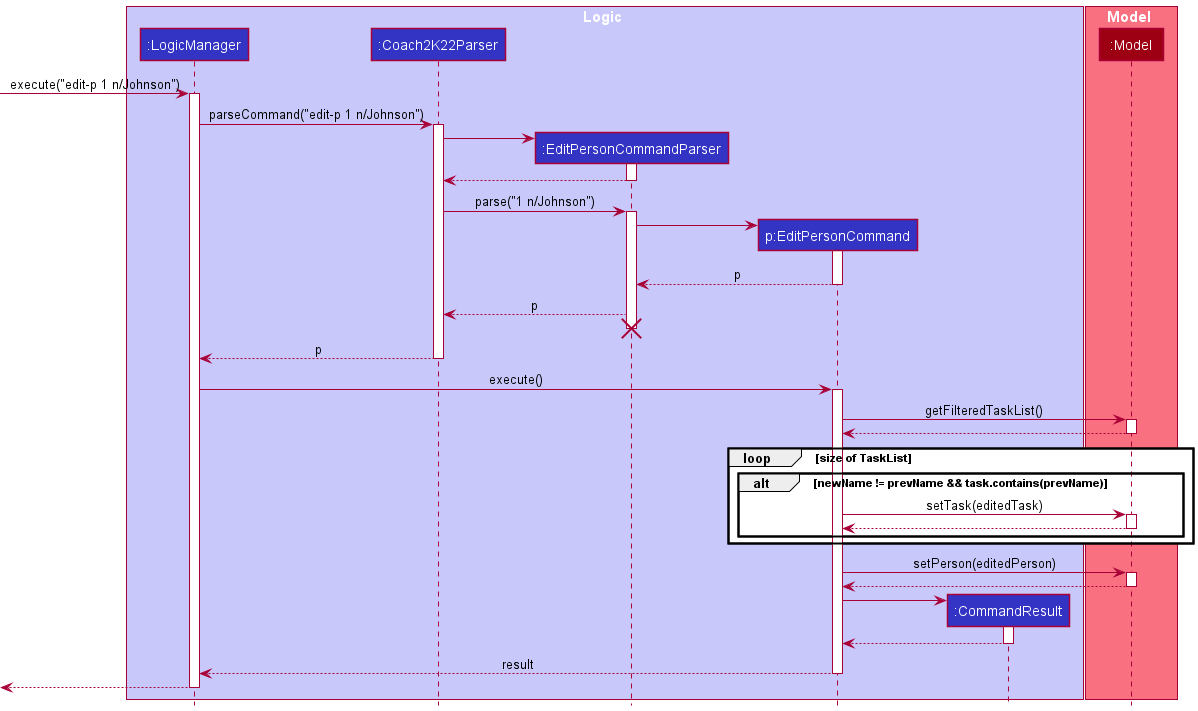 Logic
Model
:LogicManager
:Coach2K22Parser
:Model
execute("edit-p 1 n/Johnson")
parseCommand("edit-p 1 n/Johnson")
:EditPersonCommandParser
parse("1 n/Johnson")
p:EditPersonCommand
p
p
p
execute()
getFilteredTaskList()
loop
[size of TaskList]
alt
[newName != prevName && task.contains(prevName)]
setTask(editedTask)
setPerson(editedPerson)
:CommandResult
result